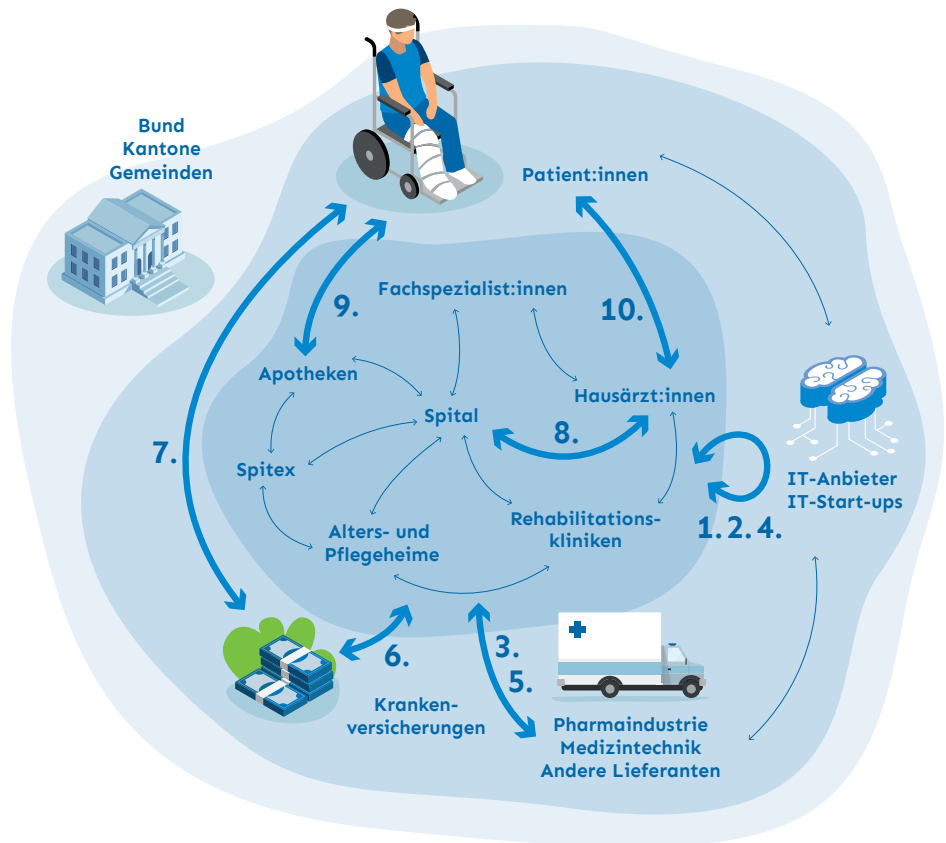 Bund
Kantone
Gemeinden
Patient:innen
9.
Fachspezialist:innen
10.
Apotheken
Hausärzt:innen
Spital
8.
7.
Spitex
IT-Anbieter
IT-Start-ups
1. 2. 4.
Rehabilitations-
kliniken
Alters- und
Pflegeheime
6.
3.
5.
Kranken-
versicherungen
Pharmaindustrie
Medizintechnik
Andere Lieferanten